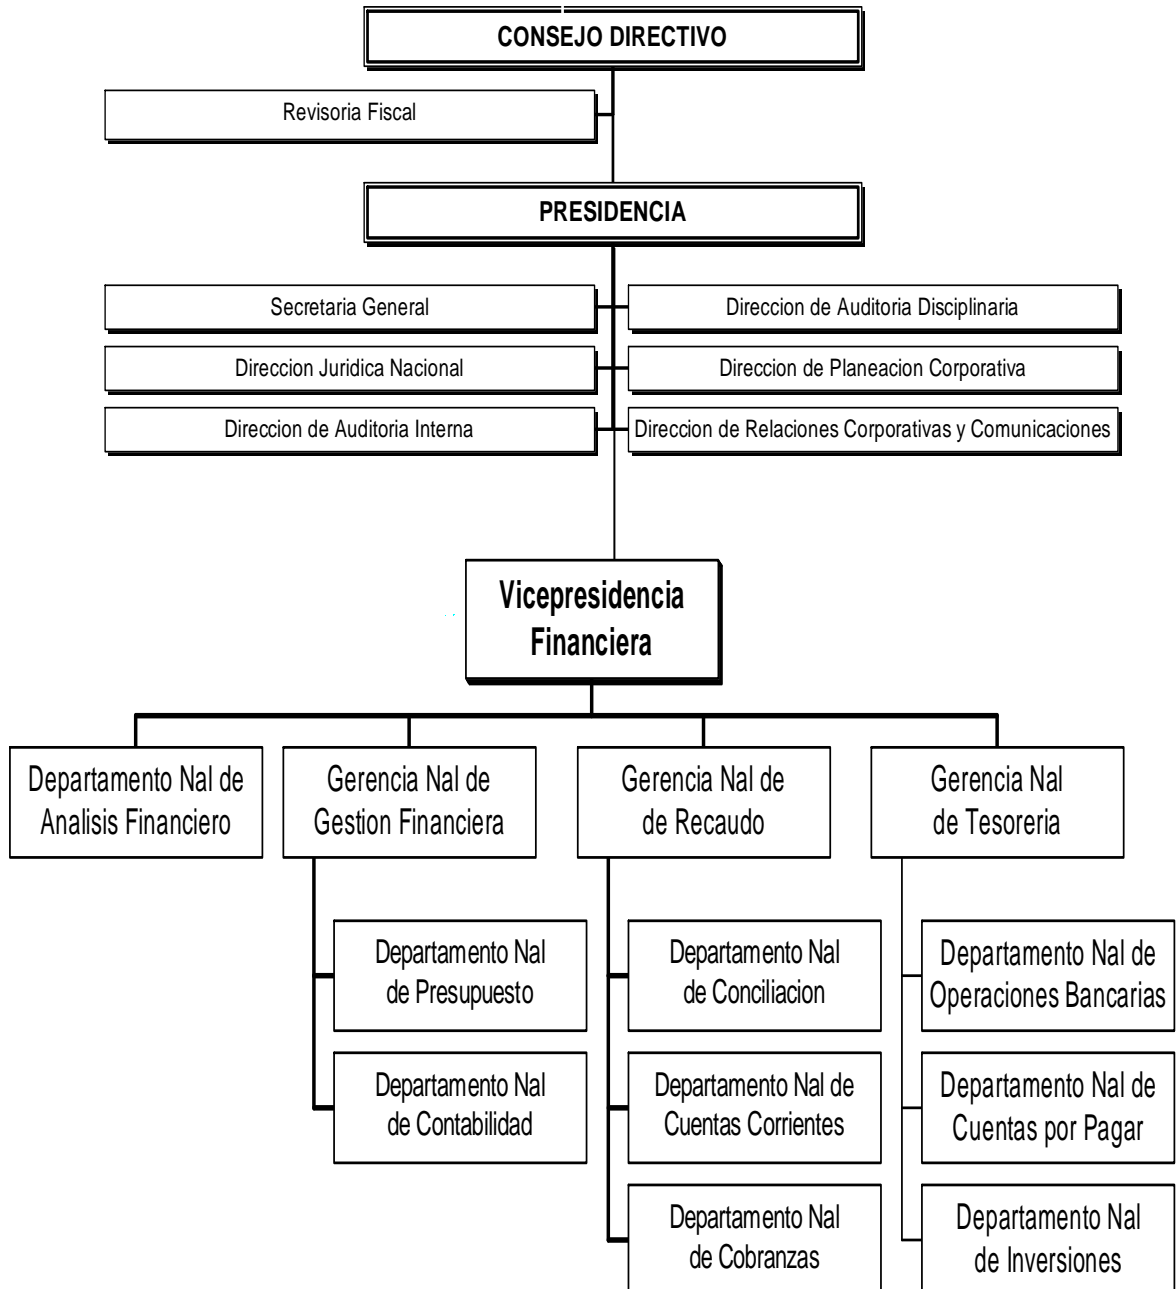 CONSEJO DIRECTIVO
Revisoria Fiscal
PRESIDENCIA
Secretaria General
Direccion de Auditoria Disciplinaria
Direccion Juridica Nacional
Direccion de Planeacion Corporativa
Direccion de Auditoria Interna
Direccion de Relaciones Corporativas y Comunicaciones
Vicepresidencia
Financiera
Departamento Nal de
Analisis Financiero
Gerencia Nal de
Gestion Financiera
Gerencia Nal de
de Recaudo
Gerencia Nal
de Tesoreria
Departamento Nal
de Presupuesto
Departamento Nal
de Conciliacion
Departamento Nal de
Operaciones Bancarias
Departamento Nal
de Contabilidad
Departamento Nal de
Cuentas Corrientes
Departamento Nal de
Cuentas por Pagar
Departamento Nal
de Cobranzas
Departamento Nal
de Inversiones